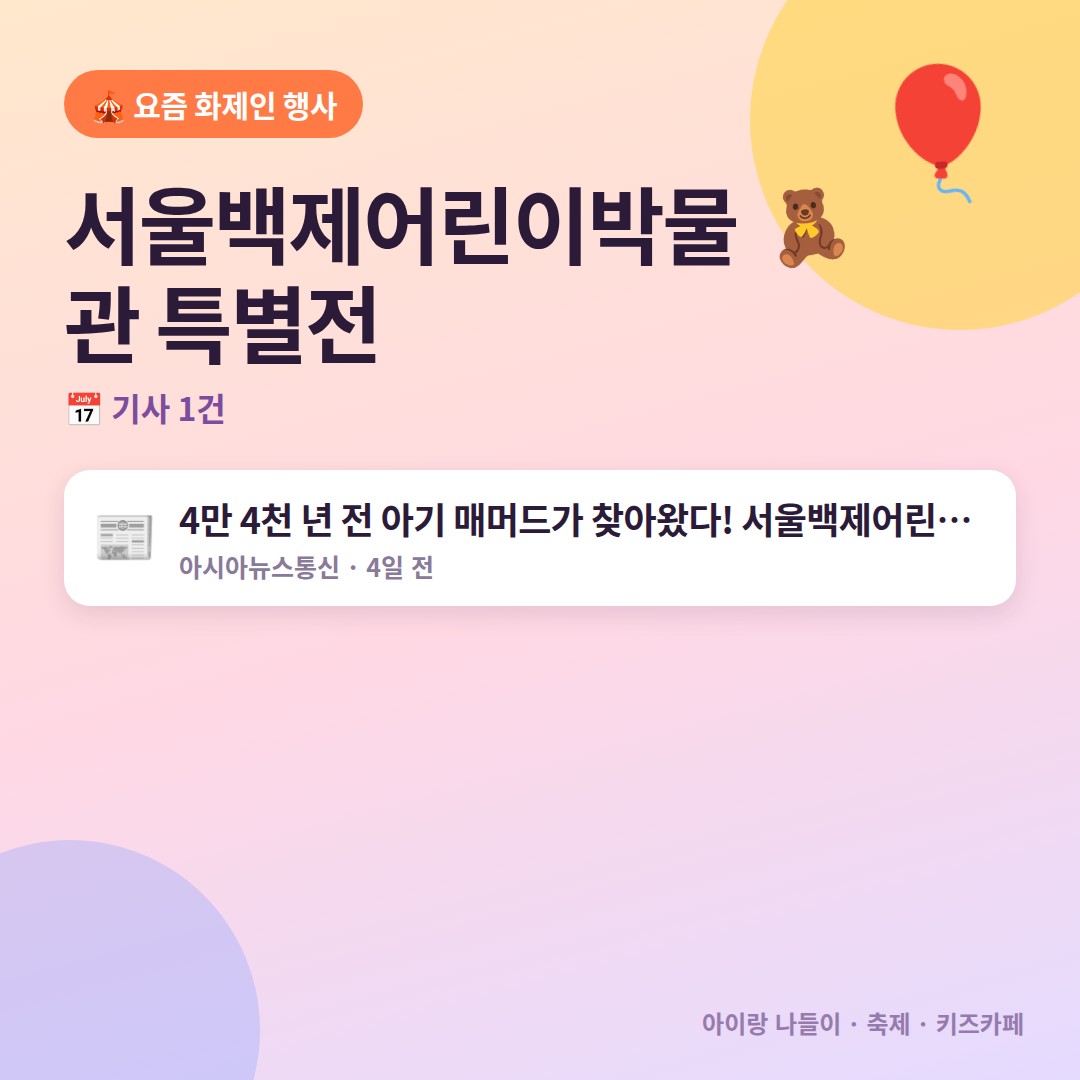 🎪 요즘 화제인 행사
서울백제어린이박물
관 특별전
📅 기사 1건
4만 4천 년 전 아기 매머드가 찾아왔다! 서울백제어린…
아시아뉴스통신 · 4일 전
아이랑 나들이 · 축제 · 키즈카페